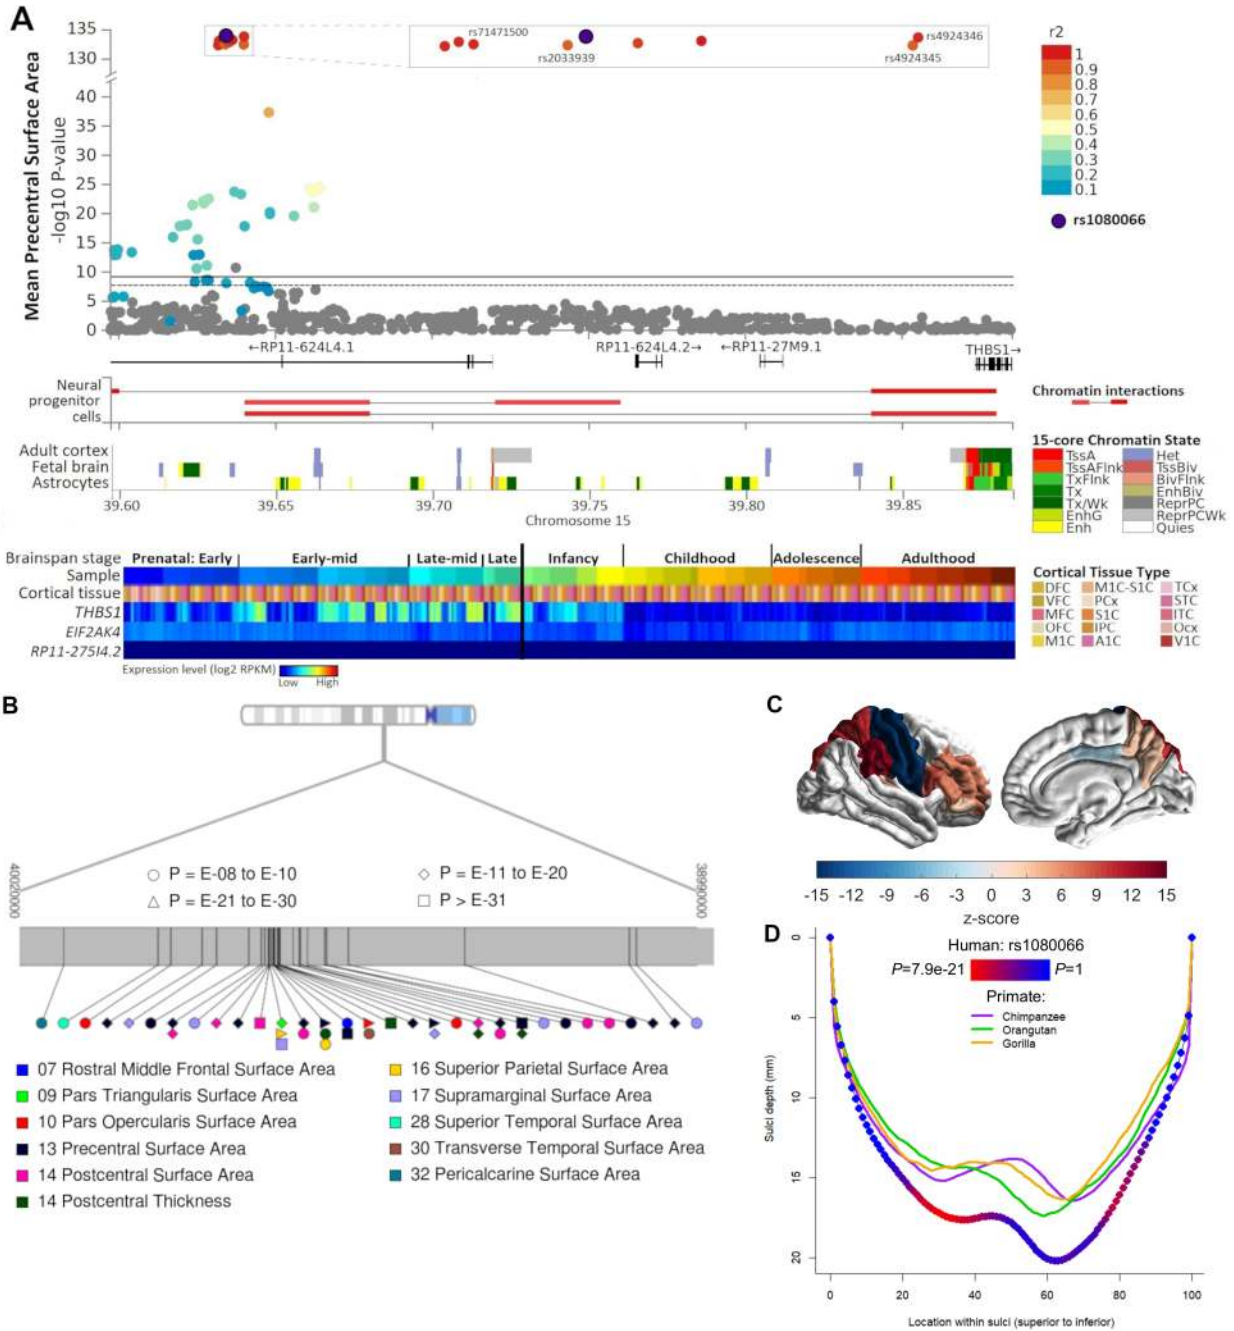 A
Mean Precentral Surface Area
-log10 P-value
135
130
40
35
30
25
20
15
10
5
0
rs71471500
rs2033939
rs4924346
rs4924345
r2
1
0.9
0.8
0.7
0.6
0.5
0.4
0.3
0.2
0.1
rs1080066
←RP11-624L4.1
RP11-624L4.2→
←RP11-27M9.1
THBS1→
Neural
progenitor
cells
Chromatin interactions
Adult cortex
Fetal brain
Astrocytes
39.60
39.65
39.70
39.75
39.80
39.85
Chromosome 15
15-core Chromatin State
TssA
Het
TssAFlnk
TssBiv
TxFlnk
BivFlnk
Tx
EnhBiv
Tx/Wk
ReprPC
EnhG
ReprPCWk
Enh
Quies
Brainspan stage
Prenatal: Early
Early-mid
Late-mid
Late
Infancy
Childhood
Adolescence
Adulthood
Sample
Cortical tissue
THBS1
EIF2AK4
RP11-275I4.2
Expression level (log2 RPKM)
Low
High
Cortical Tissue Type
DFC
M1C-S1C
TCx
VFC
PCx
STC
MFC
S1C
ITC
OFC
IPC
Ocx
M1C
A1C
V1C
B
40020000
38990000
P = E-08 to E-10
P = E-11 to E-20
P = E-21 to E-30
P > E-31
07 Rostral Middle Frontal Surface Area
09 Pars Triangularis Surface Area
10 Pars Opercularis Surface Area
13 Precentral Surface Area
14 Postcentral Surface Area
14 Postcentral Thickness
16 Superior Parietal Surface Area
17 Supramarginal Surface Area
28 Superior Temporal Surface Area
30 Transverse Temporal Surface Area
32 Pericalcarine Surface Area
C
-15 -12 -9 -6 -3 0 3 6 9 12 15
z-score
D
Human: rs1080066
P=7.9e-21
P=1
Primate:
Chimpanzee
Orangutan
Gorilla
Sulci depth (mm)
0
5
10
15
20
0 20 40 60 80 100
Location within sulci (superior to inferior)